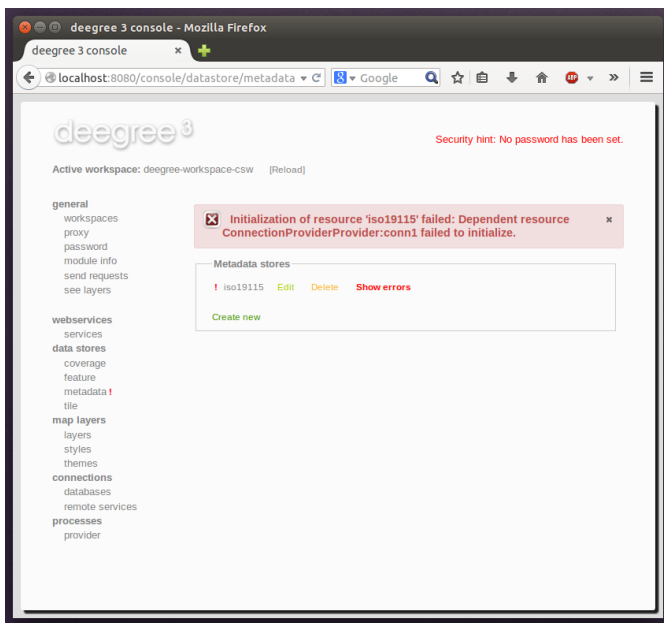 deegree 3 console - Mozilla Firefox
deegree 3 console
localhost:8080/console/datastore/metadata
Google
ABP
deegree 3
Security hint: No password has been set.
Active workspace: deegree-workspace-csw [Reload]
general
workspaces
proxy
password
module info
send requests
see layers
webservices
services
data stores
coverage
feature
metadata !
tile
map layers
layers
styles
themes
connections
databases
remote services
processes
provider
Initialization of resource 'iso19115' failed: Dependent resource
ConnectionProviderProvider:conn1 failed to initialize.
Metadata stores
! iso19115 Edit Delete Show errors
Create new